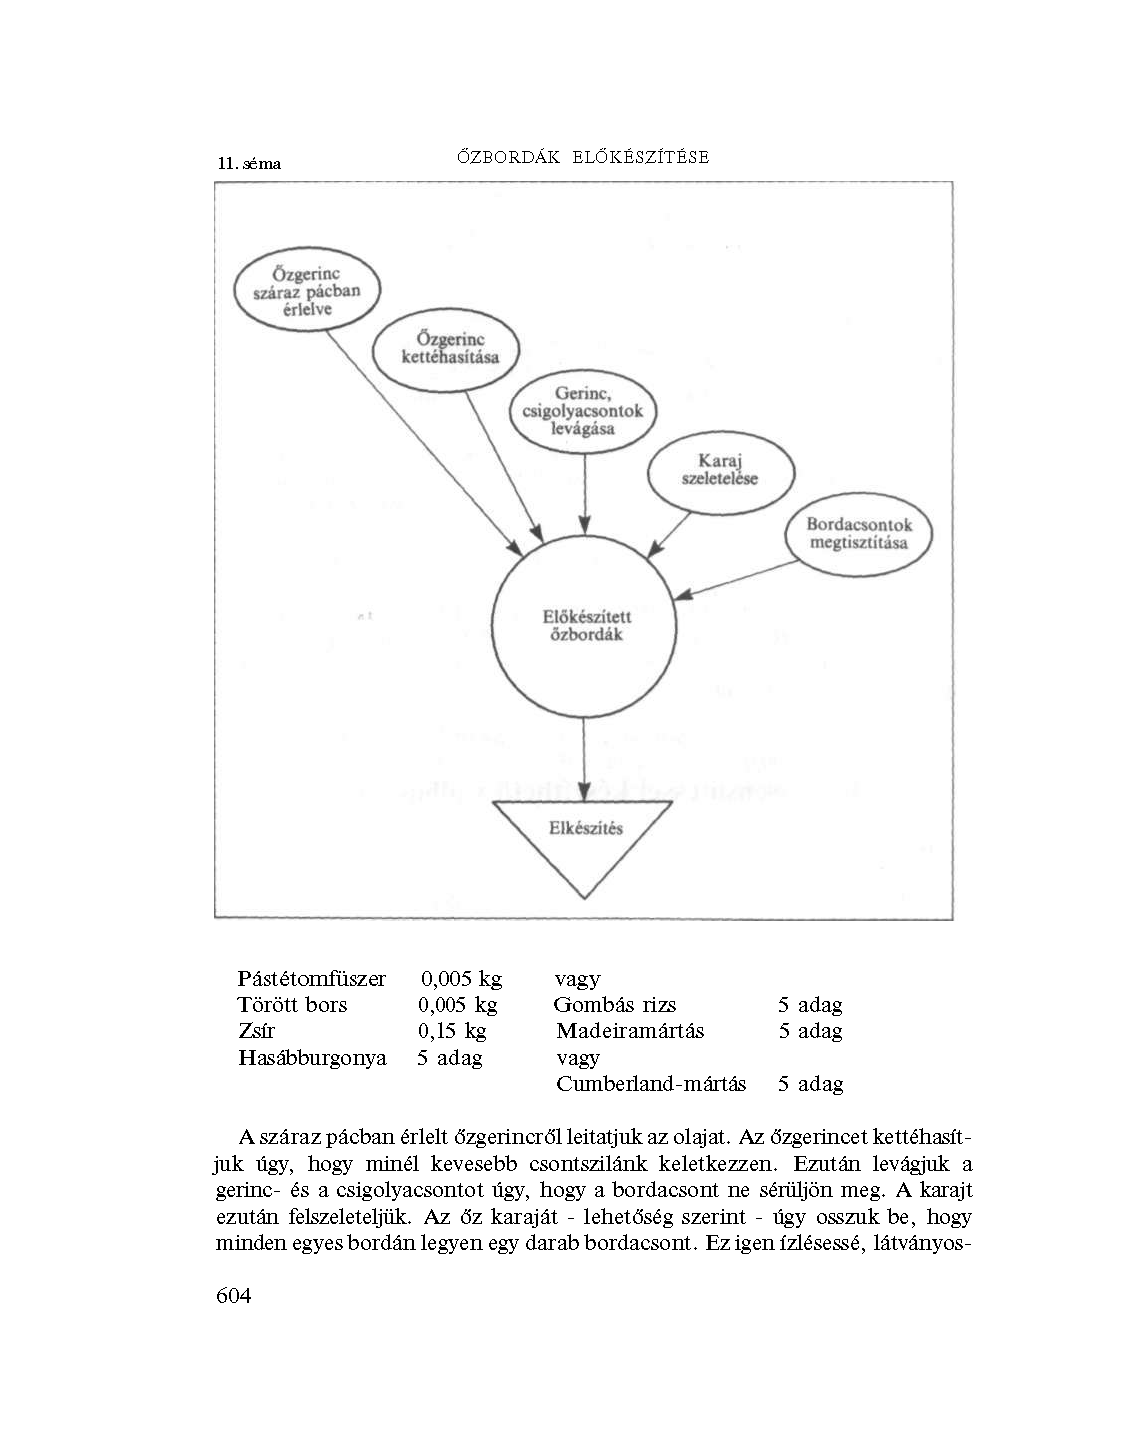 11. séma
ŐZBORDÁK ELŐKÉSZÍTÉSE
Őzgerinc
száraz pácban
érlelve
Őzgerinc
kettéhasítása
Gerinc,
csigolyacsontok
levágása
Karaj
szeletelése
Bordacsontok
megtisztítása
Előkészített
őzbordák
Elkészítés
Pástétomfüszer 0,005 kg vagy
Törött bors 0,005 kg Gombás rizs 5 adag
Zsír 0,15 kg Madeiramártás 5 adag
Hasábburgonya 5 adag vagy
Cumberland-mártás 5 adag
A száraz pácban érlelt őzgerincről leitatjuk az olajat. Az őzgerincet kettéhasít-
juk úgy, hogy minél kevesebb csontszilánk keletkezzen. Ezután levágjuk a
gerinc- és a csigolyacsontot úgy, hogy a bordacsont ne sérüljön meg. A karajt
ezután felszeleteljük. Az őz karaját - lehetőség szerint - úgy osszuk be, hogy
minden egyes bordán legyen egy darab bordacsont. Ez igen ízlésessé, látványos-
604